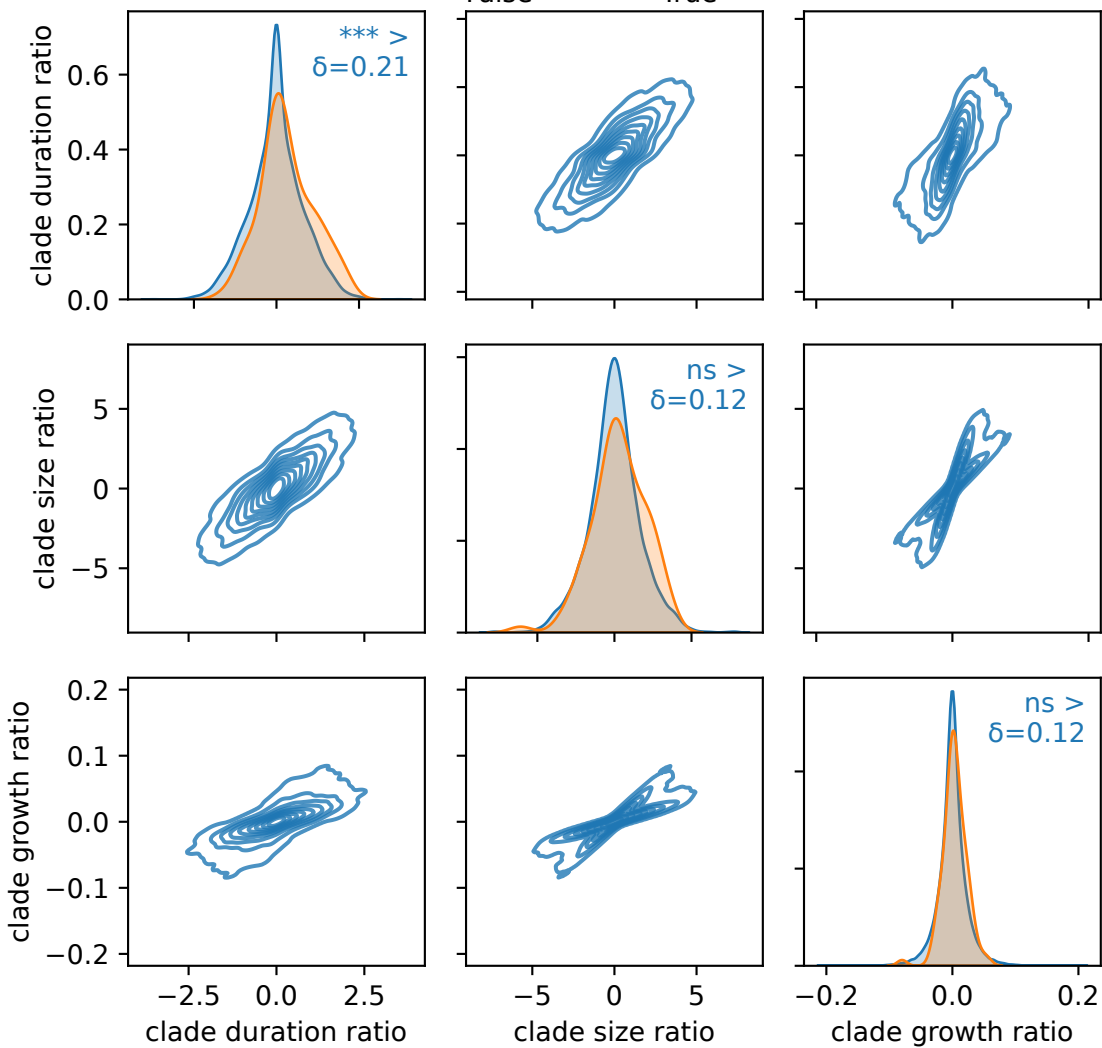 *** >
δ=0.21
clade duration ratio
0.6
0.4
0.2
0.0
ns >
δ=0.12
clade size ratio
5
0
−5
ns >
δ=0.12
clade growth ratio
0.2
0.1
0.0
−0.1
−0.2
−2.5 0.0 2.5 −5 0 5 −0.2 0.0 0.2
clade duration ratio clade size ratio clade growth ratio